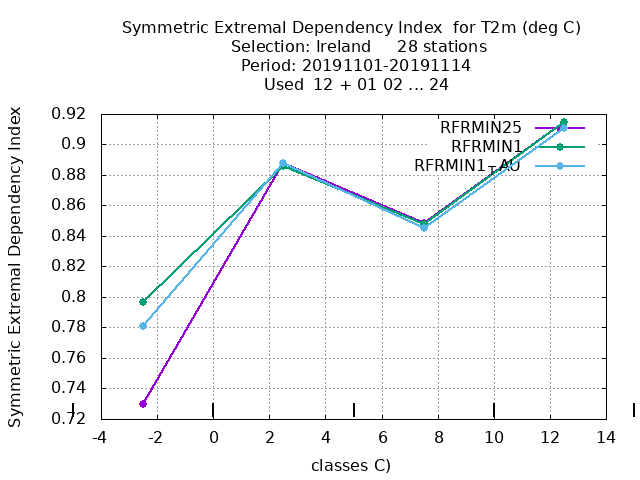 Symmetric Extremal Dependency Index  for T2m (deg C)
Selection: Ireland     28 stations
Period: 20191101-20191114
Used  12 + 01 02 ... 24
Symmetric Extremal Dependency Index
0.92
0.9
0.88
0.86
0.84
0.82
0.8
0.78
0.76
0.74
0.72
RFRMIN25
RFRMIN1
RFRMIN1_AU
-4 -2 0 2 4 6 8 10 12 14
classes C)